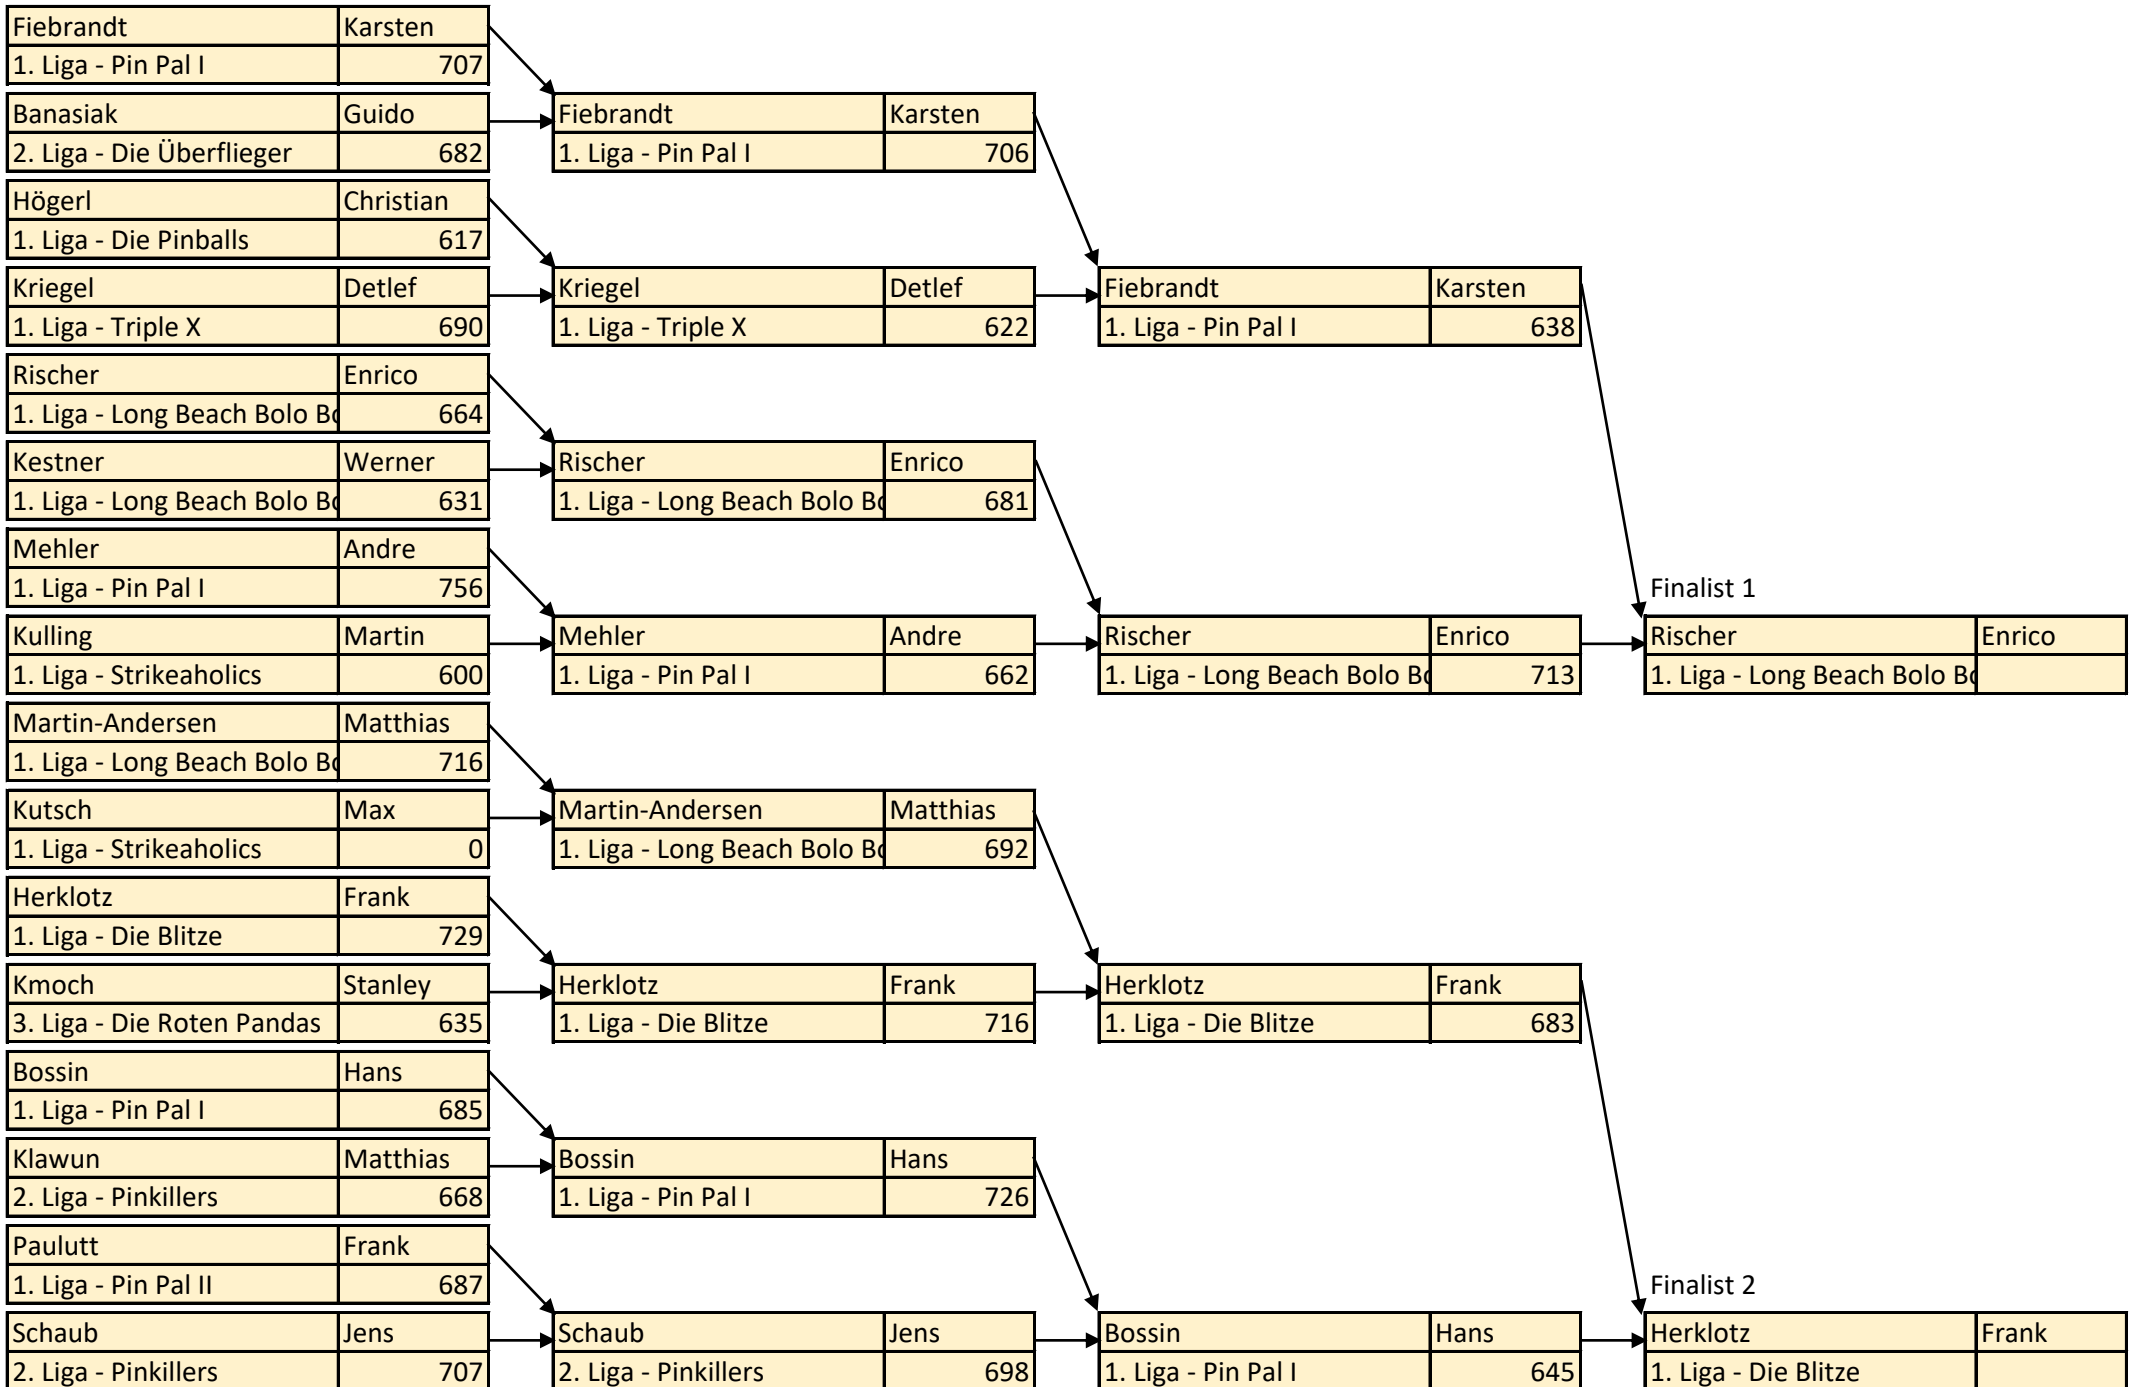 Fiebrandt Karsten
1. Liga - Pin Pal I 707
Banasiak Guido Fiebrandt Karsten
2. Liga - Die Überflieger 682 1. Liga - Pin Pal I 706
Högerl Christian
1. Liga - Die Pinballs 617
Kriegel Detlef Kriegel Detlef Fiebrandt Karsten
1. Liga - Triple X 690 1. Liga - Triple X 622 1. Liga - Pin Pal I 638
Rischer Enrico
1. Liga - Long Beach Bolo Bo 664
Kestner Werner Rischer Enrico
1. Liga - Long Beach Bolo Bo 631 1. Liga - Long Beach Bolo Bo 681
Mehler Andre
1. Liga - Pin Pal I 756 Finalist 1
Kulling Martin Mehler Andre Rischer Enrico Rischer Enrico
1. Liga - Strikeaholics 600 1. Liga - Pin Pal I 662 1. Liga - Long Beach Bolo Bo 713 1. Liga - Long Beach Bolo Bo
Martin-Andersen Matthias
1. Liga - Long Beach Bolo Bo 716
Kutsch Max Martin-Andersen Matthias
1. Liga - Strikeaholics 0 1. Liga - Long Beach Bolo Bo 692
Herklotz Frank
1. Liga - Die Blitze 729
Kmoch Stanley Herklotz Frank Herklotz Frank
3. Liga - Die Roten Pandas 635 1. Liga - Die Blitze 716 1. Liga - Die Blitze 683
Bossin Hans
1. Liga - Pin Pal I 685
Klawun Matthias Bossin Hans
2. Liga - Pinkillers 668 1. Liga - Pin Pal I 726
Paulutt Frank
1. Liga - Pin Pal II 687 Finalist 2
Schaub Jens Schaub Jens Bossin Hans Herklotz Frank
2. Liga - Pinkillers 707 2. Liga - Pinkillers 698 1. Liga - Pin Pal I 645 1. Liga - Die Blitze